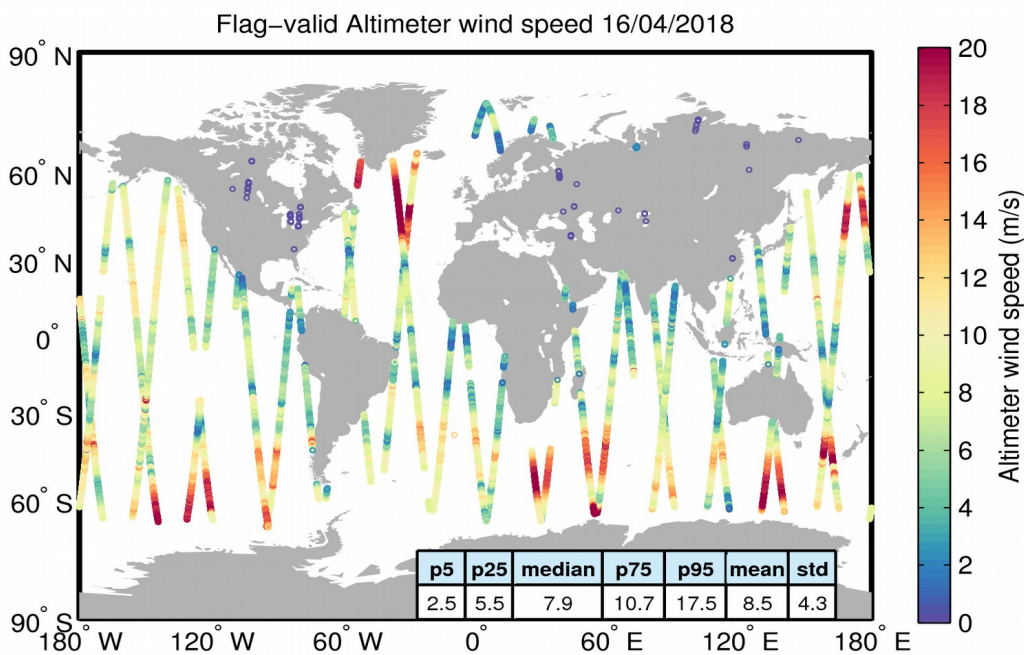 Flag−valid Altimeter wind speed 16/04/2018
90° N
60° N
30° N
0°
30° S
60° S
90° S
180° W
120° W
60° W
0°
60° E
120° E
180° E
p5 p25 median p75 p95 mean std
2.5 5.5 7.9 10.7 17.5 8.5 4.3
20
18
16
14
12
10
8
6
4
2
0
Altimeter wind speed (m/s)